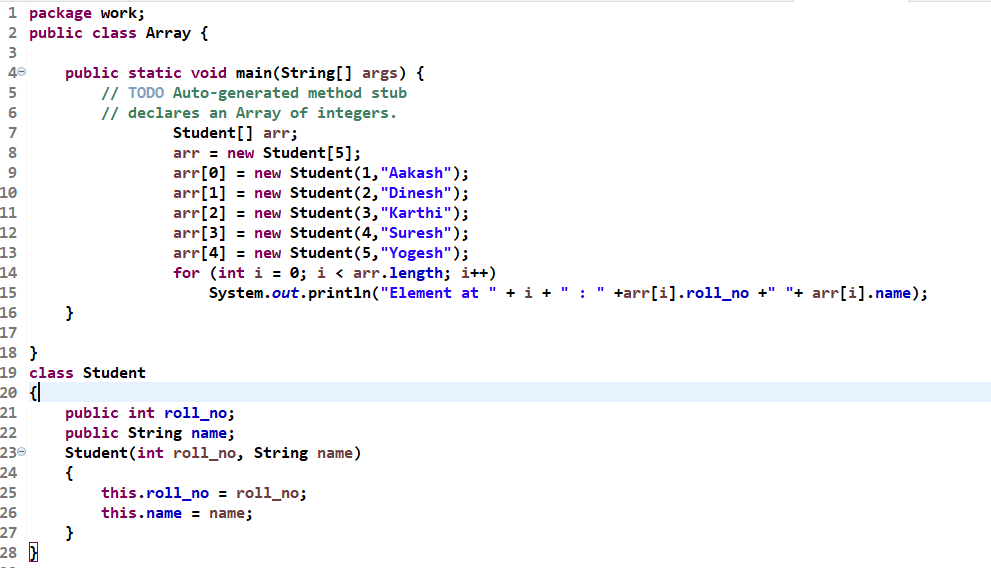 1 package work;
2 public class Array {
3
4 public static void main(String[] args) {
5 // TODO Auto-generated method stub
6 // declares an Array of integers.
7 Student[] arr;
8 arr = new Student[5];
9 arr[0] = new Student(1,"Aakash");
10 arr[1] = new Student(2,"Dinesh");
11 arr[2] = new Student(3,"Karthi");
12 arr[3] = new Student(4,"Suresh");
13 arr[4] = new Student(5,"Yogesh");
14 for (int i = 0; i < arr.length; i++)
15 System.out.println("Element at " + i + " : " +arr[i].roll_no +" "+ arr[i].name);
16 }
17
18 }
19 class Student
20 {
21 public int roll_no;
22 public String name;
23 Student(int roll_no, String name)
24 {
25 this.roll_no = roll_no;
26 this.name = name;
27 }
28 }